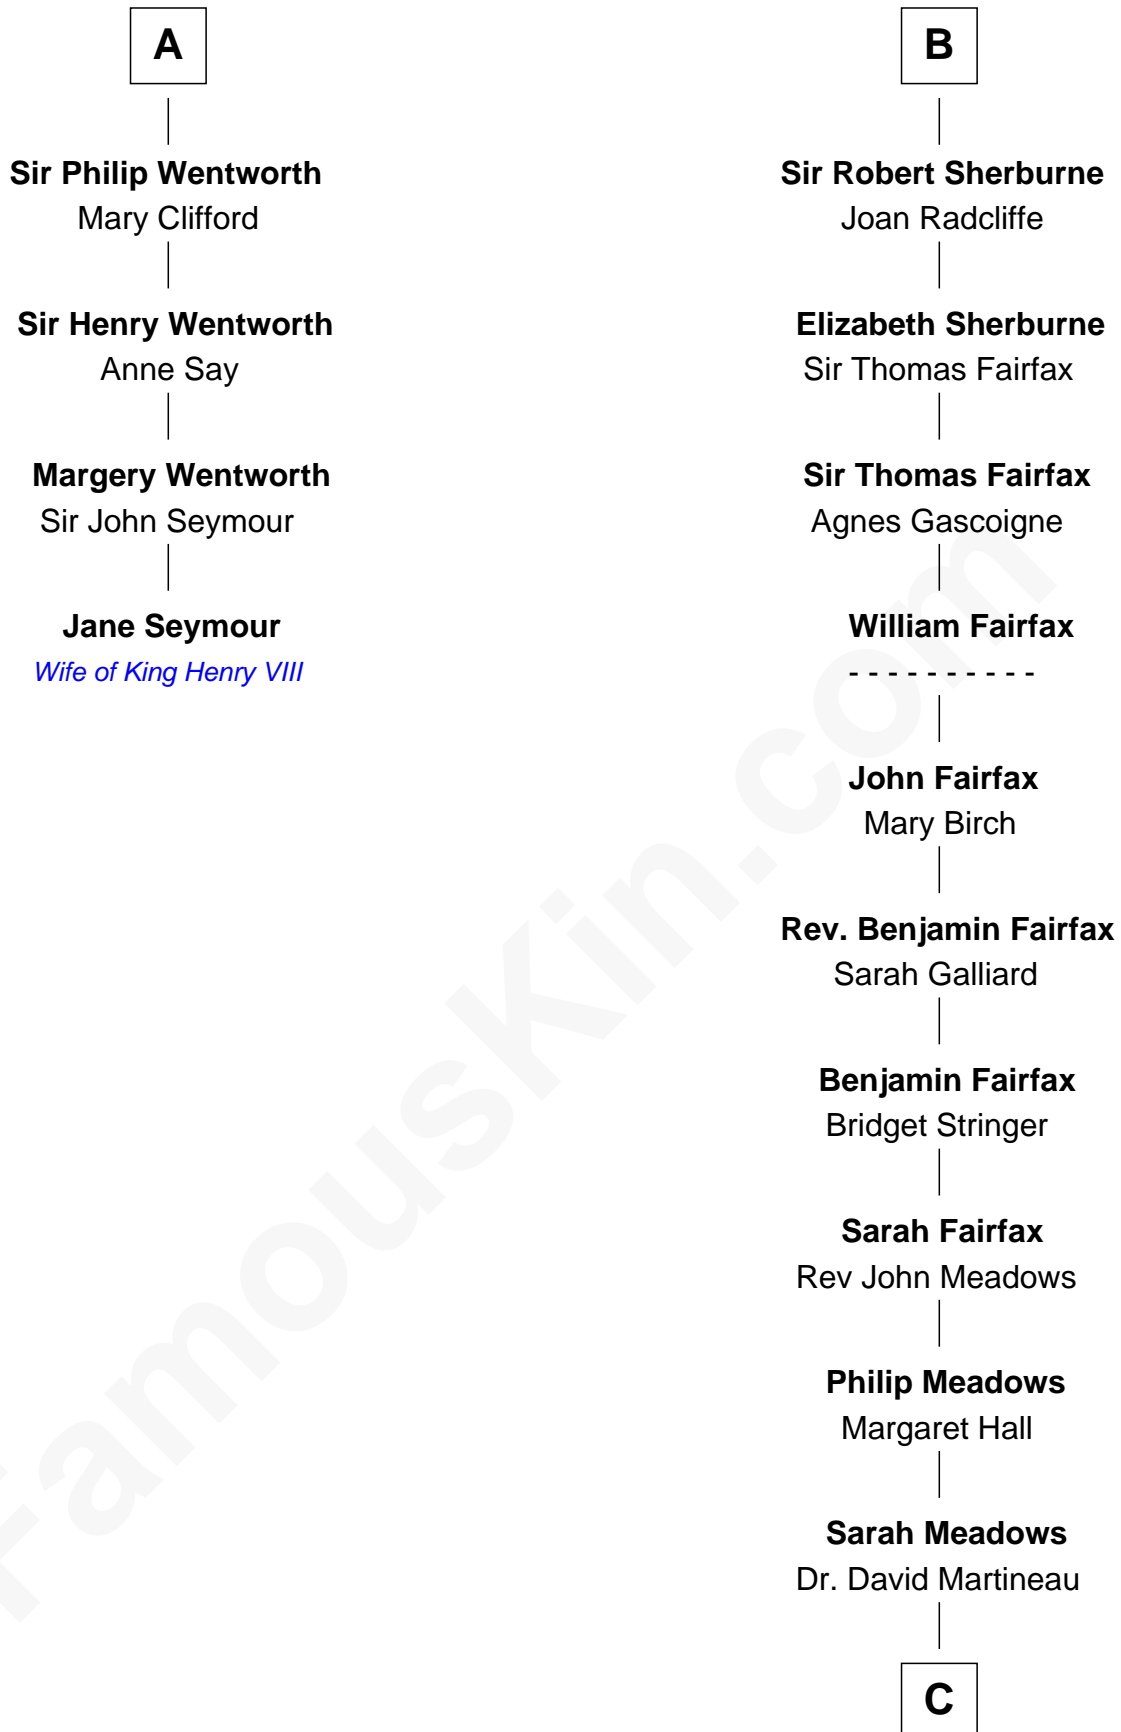 A
Sir Philip Wentworth
Mary Clifford
Sir Henry Wentworth
Anne Say
Margery Wentworth
Sir John Seymour
Jane Seymour
Wife of King Henry VIII
B
Sir Robert Sherburne
Joan Radcliffe
Elizabeth Sherburne
Sir Thomas Fairfax
Sir Thomas Fairfax
Agnes Gascoigne
William Fairfax
- - - - - - - - - -
John Fairfax
Mary Birch
Rev. Benjamin Fairfax
Sarah Galliard
Benjamin Fairfax
Bridget Stringer
Sarah Fairfax
Rev John Meadows
Philip Meadows
Margaret Hall
Sarah Meadows
Dr. David Martineau
C
FamousKin.com